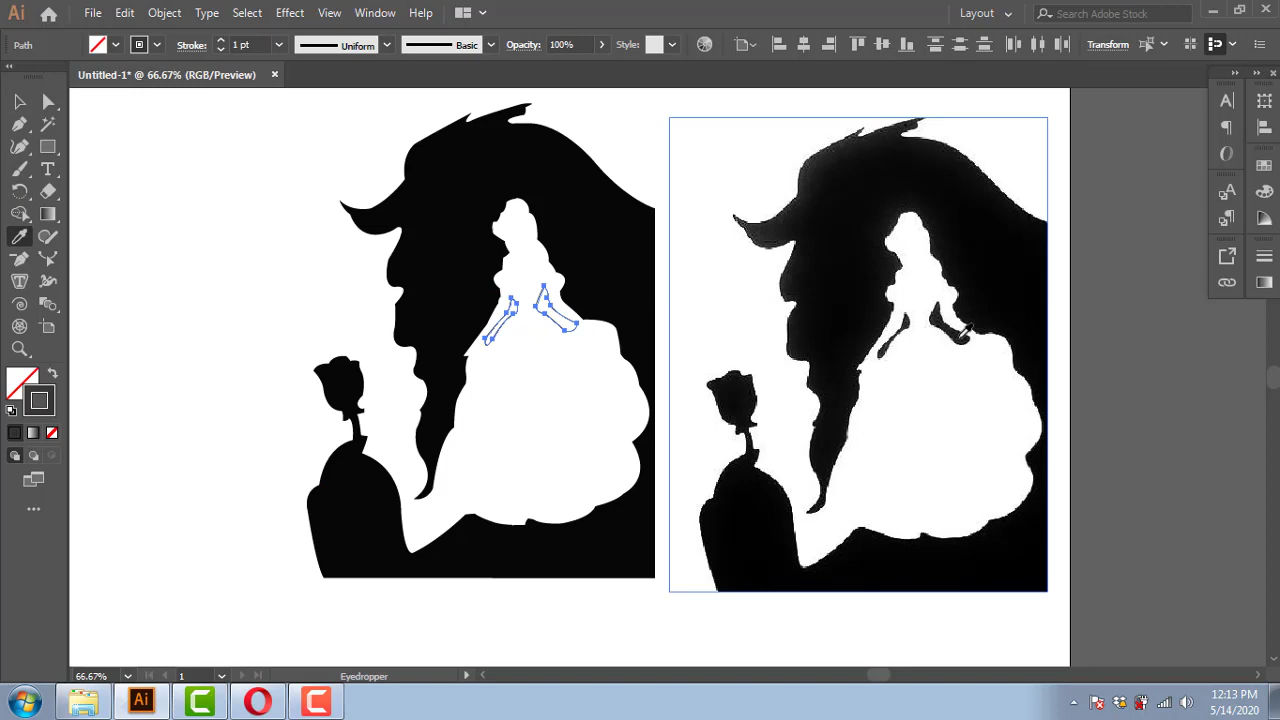 Ai File Edit Object Type Select Effect View Window Help Layout Search Adobe Stock
Path Stroke: 1 pt Uniform Basic Opacity: 100% Style: Transform
Untitled-1* @ 66.67% (RGB/Preview)
66.67% 1 Eyedropper
Ai
12:13 PM
5/14/2020